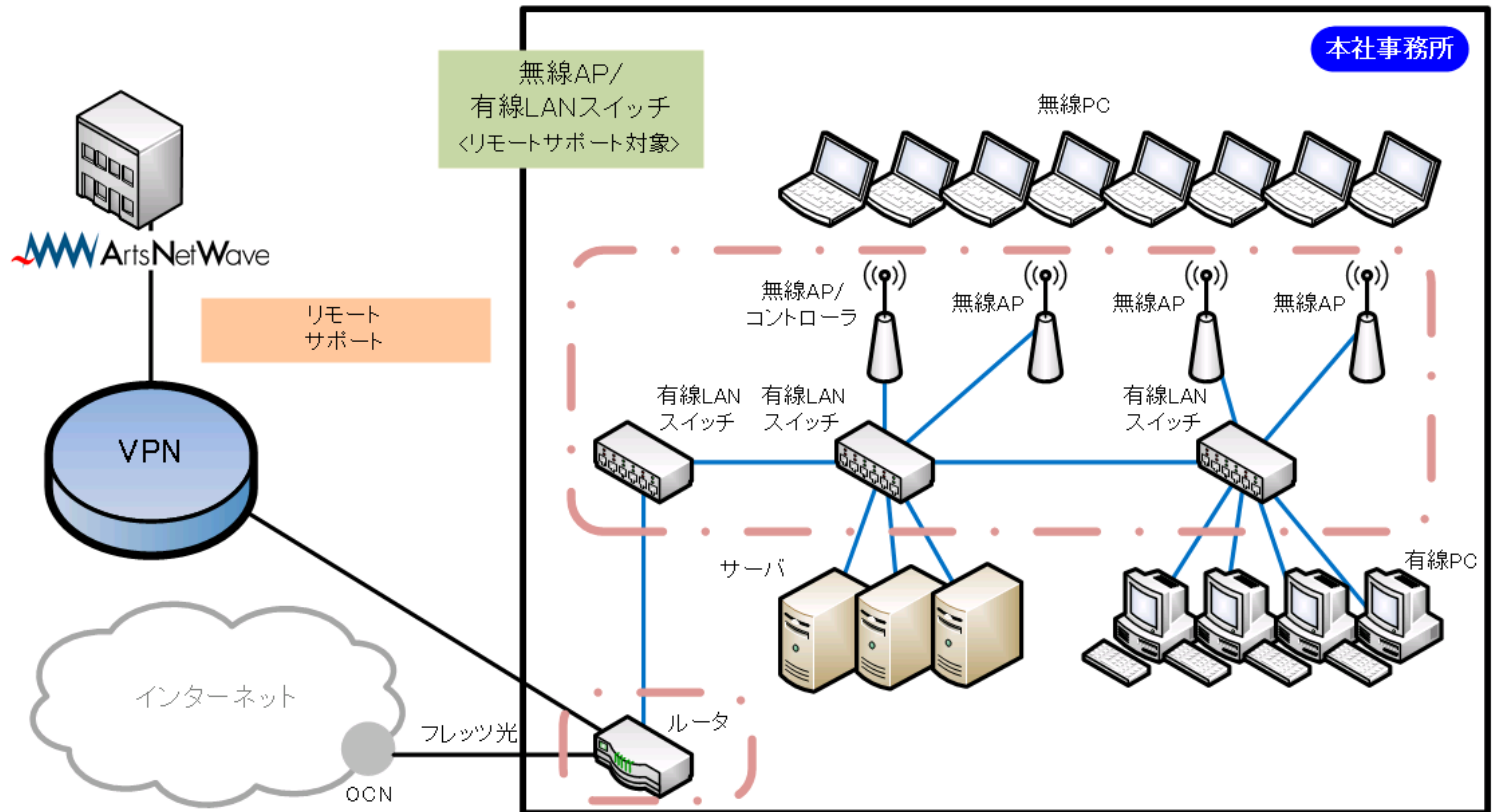 本社事務所
無線AP/
有線LANスイッチ
<リモートサポート対象>
無線PC
ArtsNetWave
リモート
サポート
無線AP/
コントローラ
無線AP
無線AP
無線AP
有線LAN
スイッチ
有線LAN
スイッチ
有線LAN
スイッチ
VPN
サーバ
有線PC
インターネット
フレッツ光
ルータ
OCN